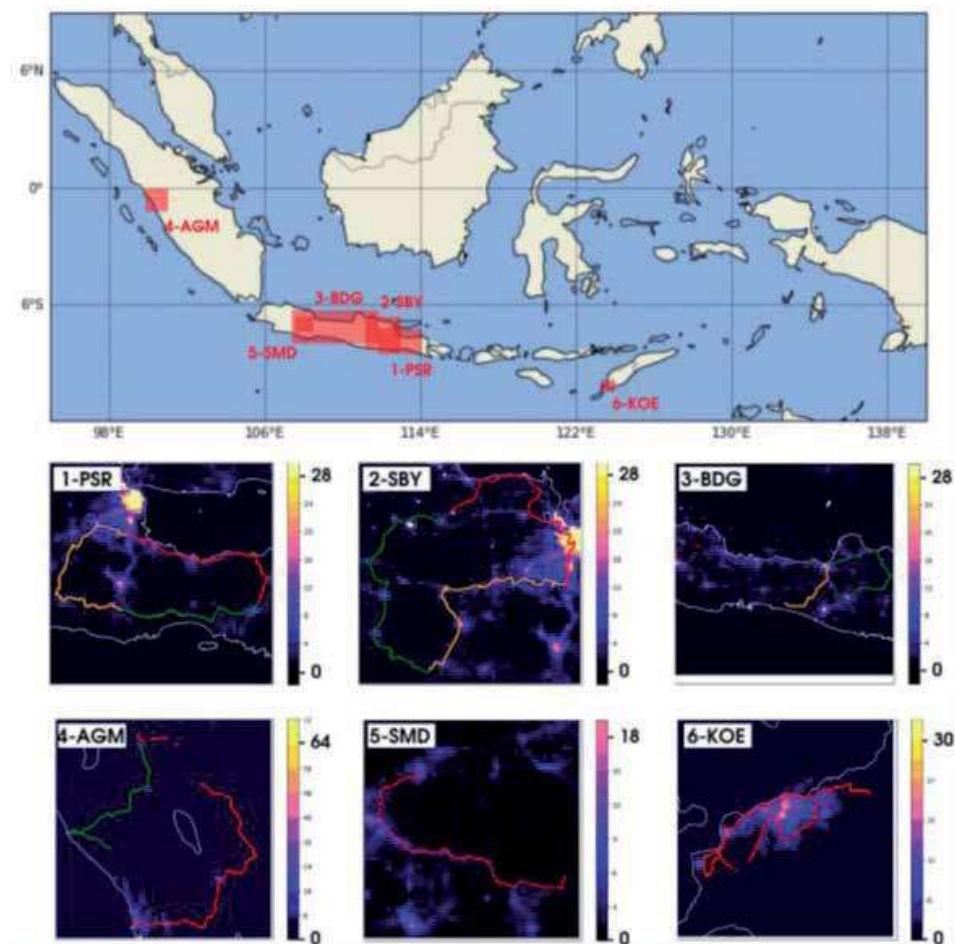 6°N
0°
4-AGM
6°S
3-BDG
2-SBY
5-SMD
1-PSR
6-KOE
98°E
106°E
114°E
122°E
130°E
138°E
1-PSR
28
0
2-SBY
28
0
3-BDG
28
0
4-AGM
64
0
5-SMD
18
0
6-KOE
30
0